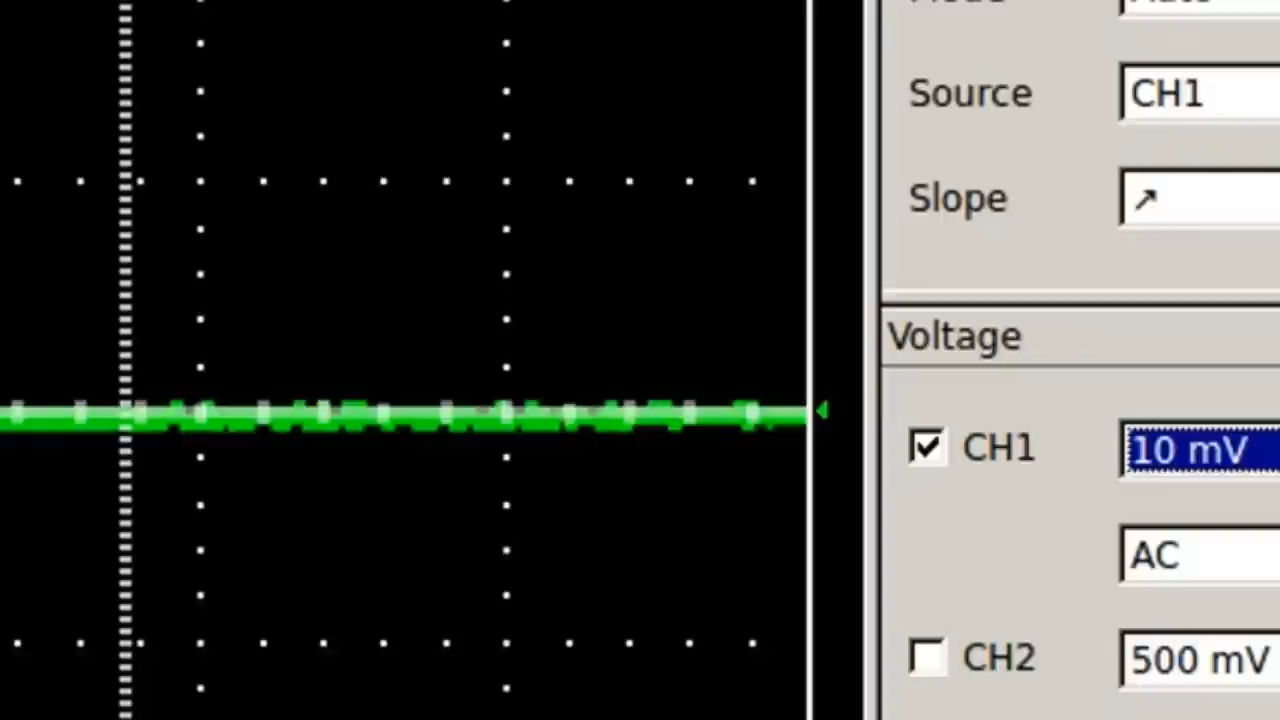 Source CH1
Slope ↗
Voltage
CH1 10 mV
AC
CH2 500 mV